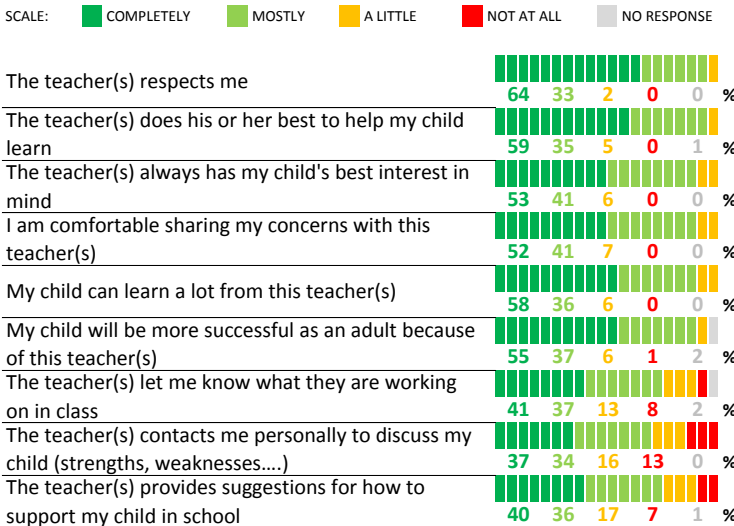 SCALE: COMPLETELY MOSTLY A LITTLE NOT AT ALL NO RESPONSE
The teacher(s) respects me
64 33 2 0 0 %
The teacher(s) does his or her best to help my child
learn
59 35 5 0 1 %
The teacher(s) always has my child's best interest in
mind
53 41 6 0 0 %
I am comfortable sharing my concerns with this
teacher(s)
52 41 7 0 0 %
My child can learn a lot from this teacher(s)
58 36 6 0 0 %
My child will be more successful as an adult because
of this teacher(s)
55 37 6 1 2 %
The teacher(s) let me know what they are working
on in class
41 37 13 8 2 %
The teacher(s) contacts me personally to discuss my
child (strengths, weaknesses....)
37 34 16 13 0 %
The teacher(s) provides suggestions for how to
support my child in school
40 36 17 7 1 %